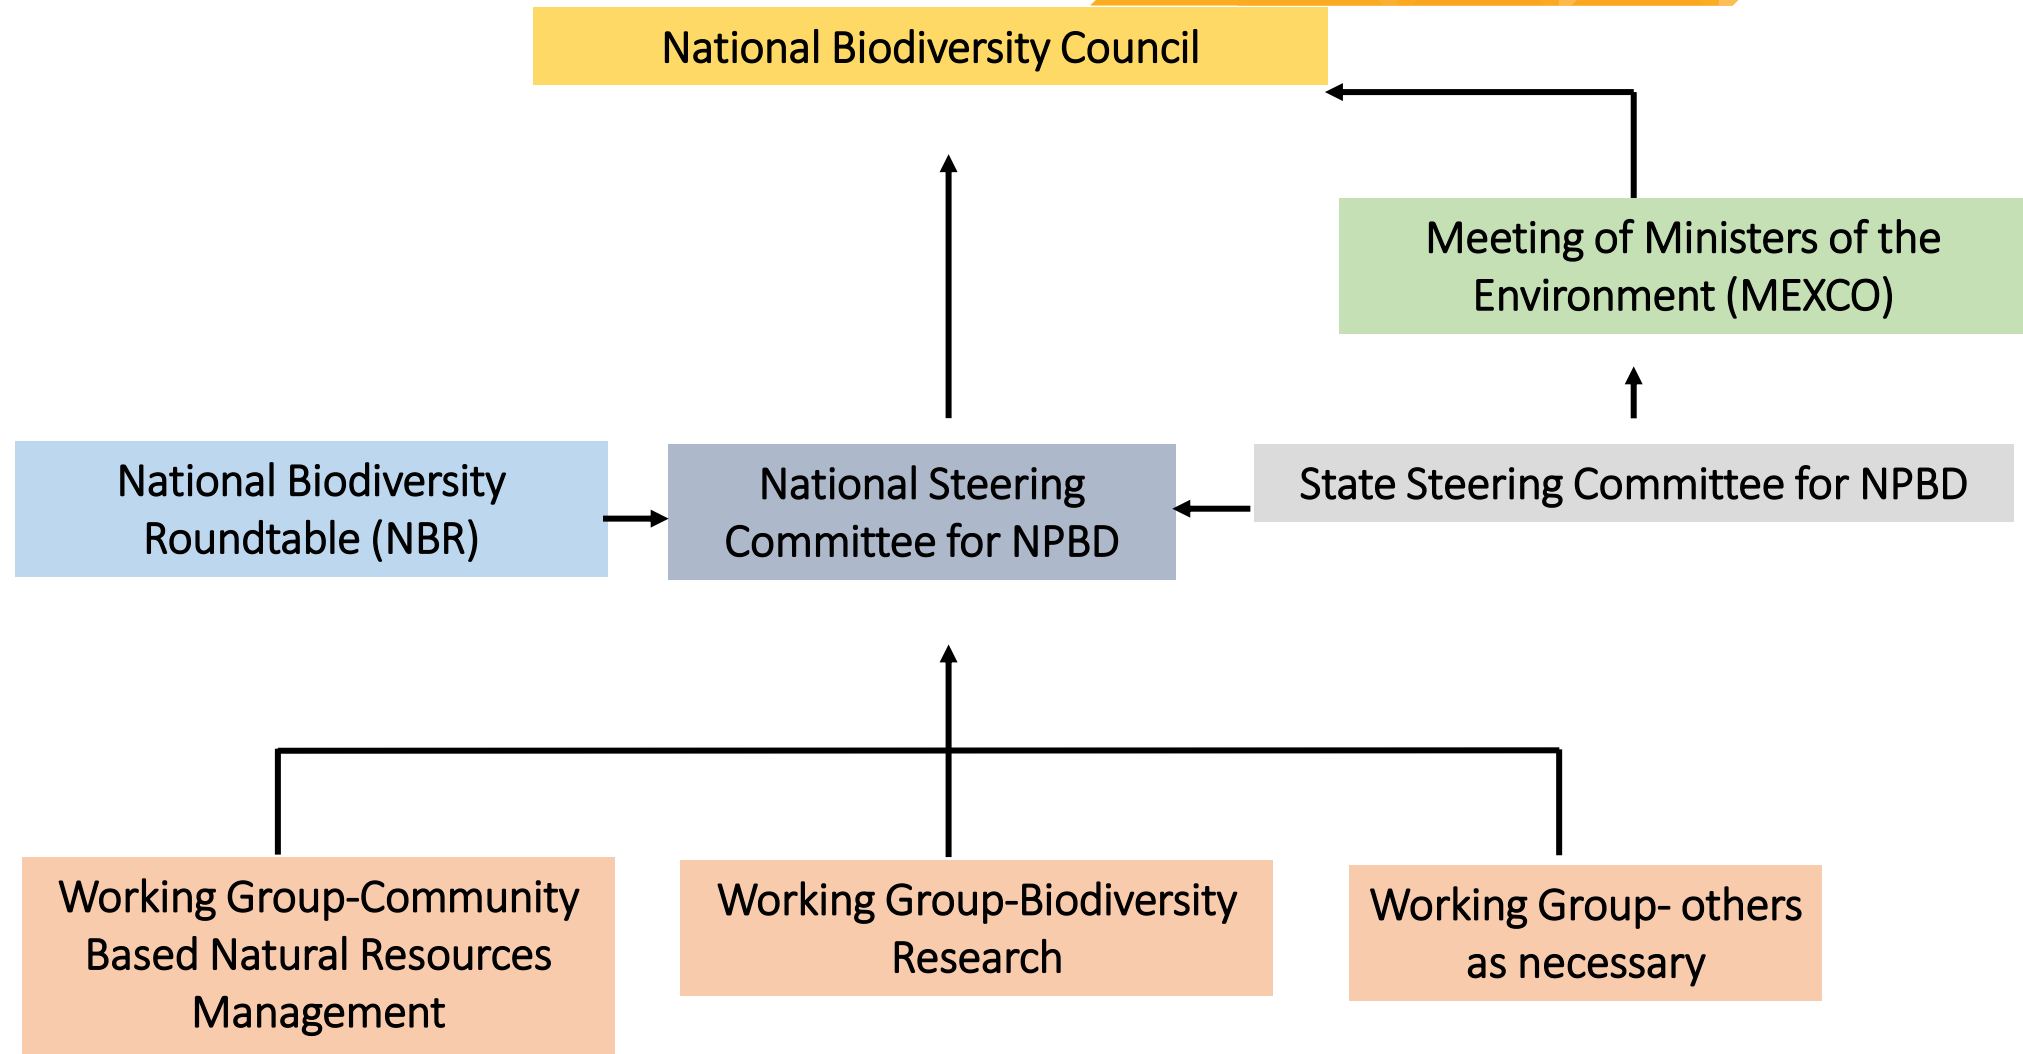 National Biodiversity Council
Meeting of Ministers of the
Environment (MEXCO)
National Biodiversity
Roundtable (NBR)
National Steering
Committee for NPBD
State Steering Committee for NPBD
Working Group-Community
Based Natural Resources
Management
Working Group-Biodiversity
Research
Working Group- others
as necessary